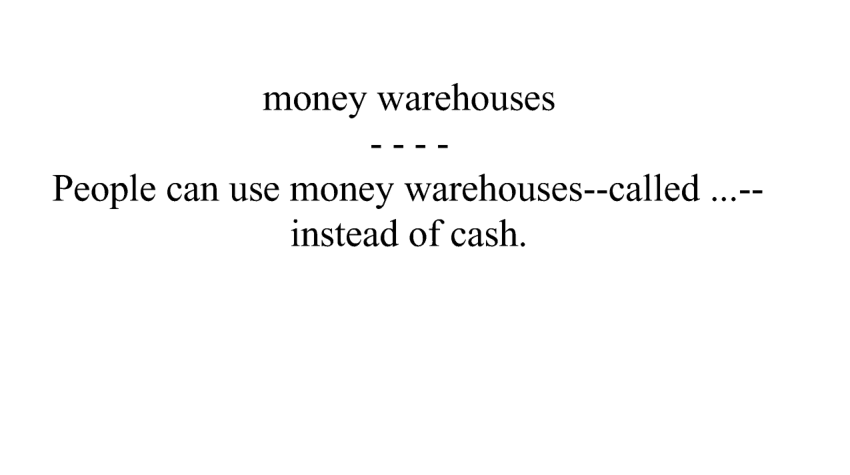 money warehouses
- - - -
People can use money warehouses--called ...--
instead of cash.